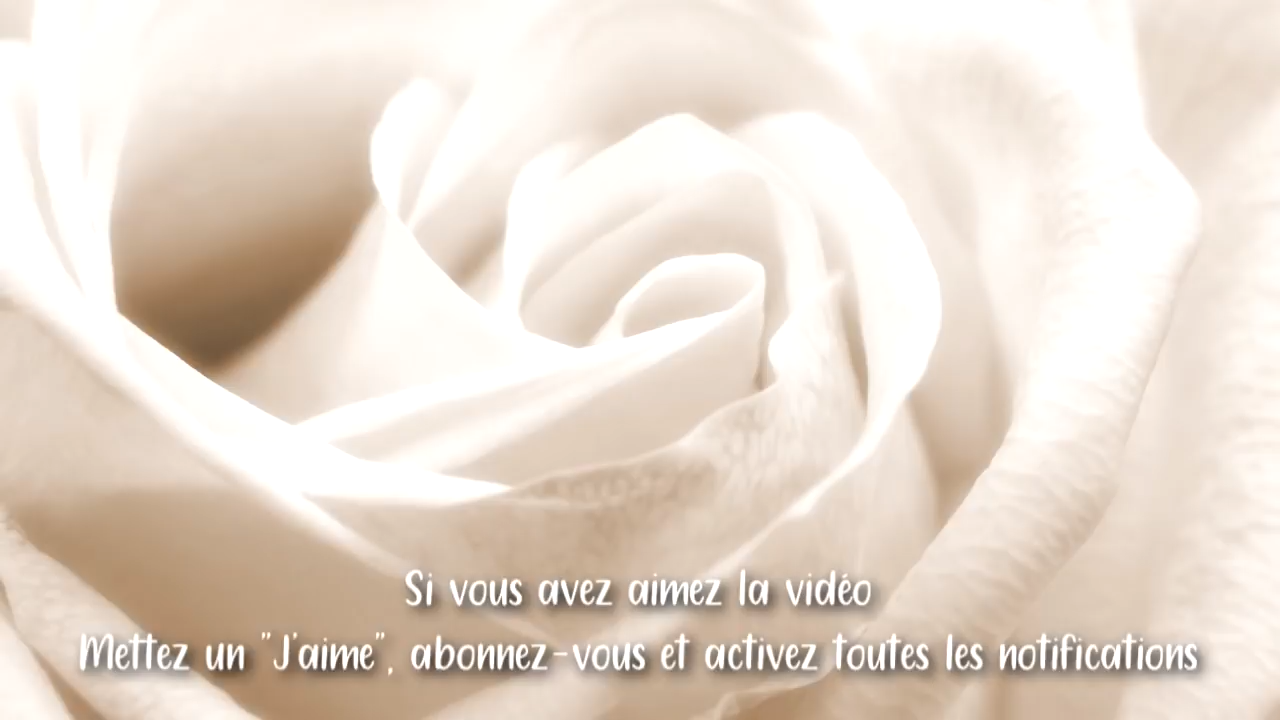 Si vous avez aimez la vidéo
Mettez un "J'aime", abonnez-vous et activez toutes les notifications